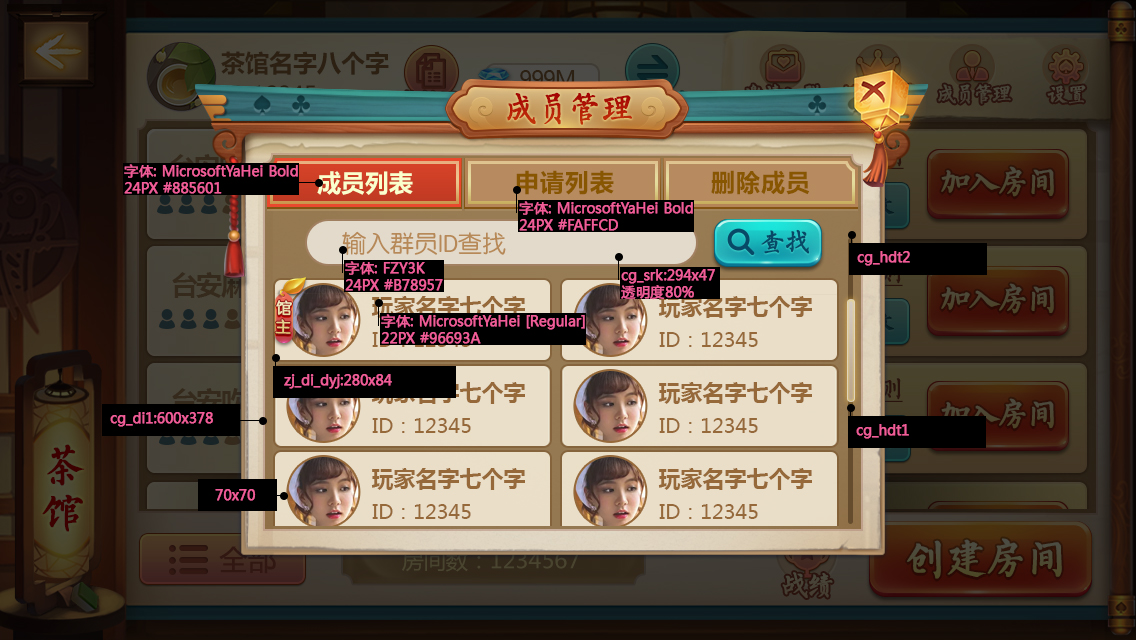 茶馆名字八个字
999M
成员管理
成员管理
设置
字体: MicrosoftYaHei Bold
24PX #885601
成员列表
申请列表
删除成员
字体: MicrosoftYaHei Bold
24PX #FAFFCD
加入房间
输入群员ID查找
查找
cg_hdt2
字体: FZY3K
24PX #B78957
cg_srk:294x47
透明度80%
台安麻
馆主
玩家名字七个字
玩家名字七个字
加入房间
字体: MicrosoftYaHei [Regular]
22PX #96693A
ID：12345
zj_di_dyj:280x84
玩家名字七个字
玩家名字七个字
则
cg_di1:600x378
ID：12345
ID：12345
加入房间
cg_hdt1
茶馆
70x70
玩家名字七个字
玩家名字七个字
ID：12345
ID：12345
全部
房间数：1234567
战绩
创建房间